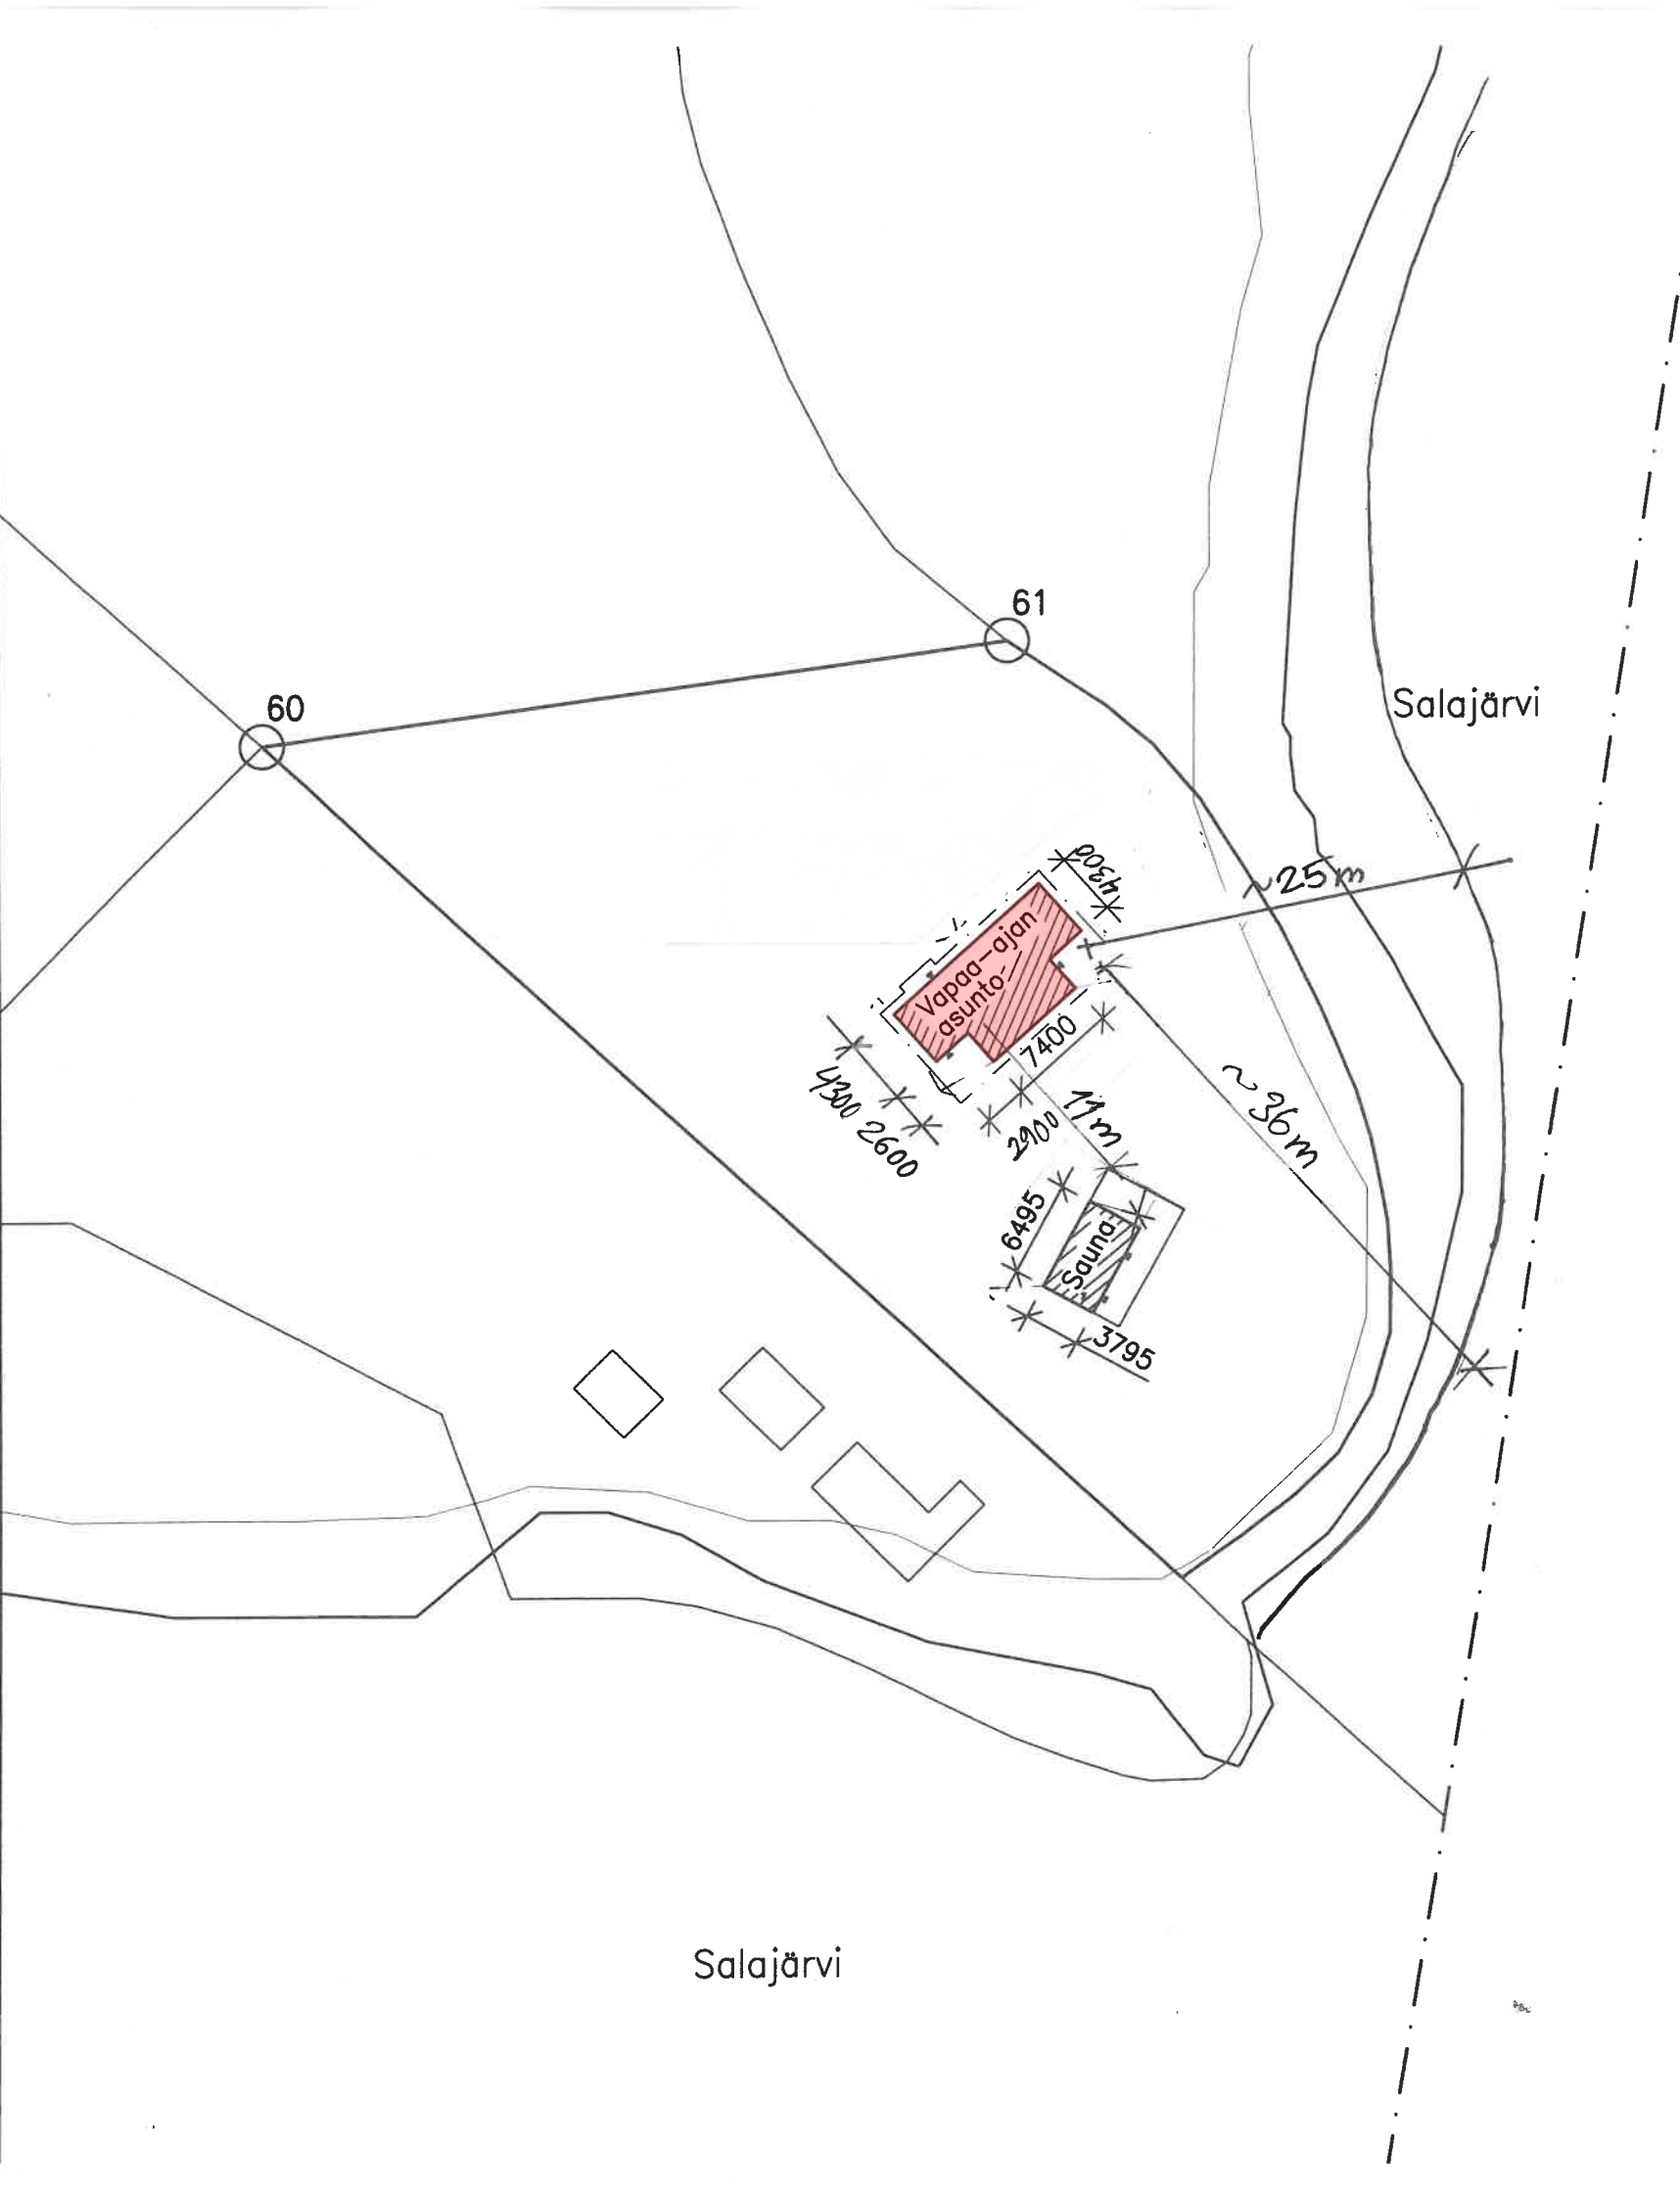 61
60
Salajärvi
4300
~25m
Vapaa-ajan
asunto
7400
4300 2600
2900
11m
~36m
6495
Sauna
3795
Salajärvi